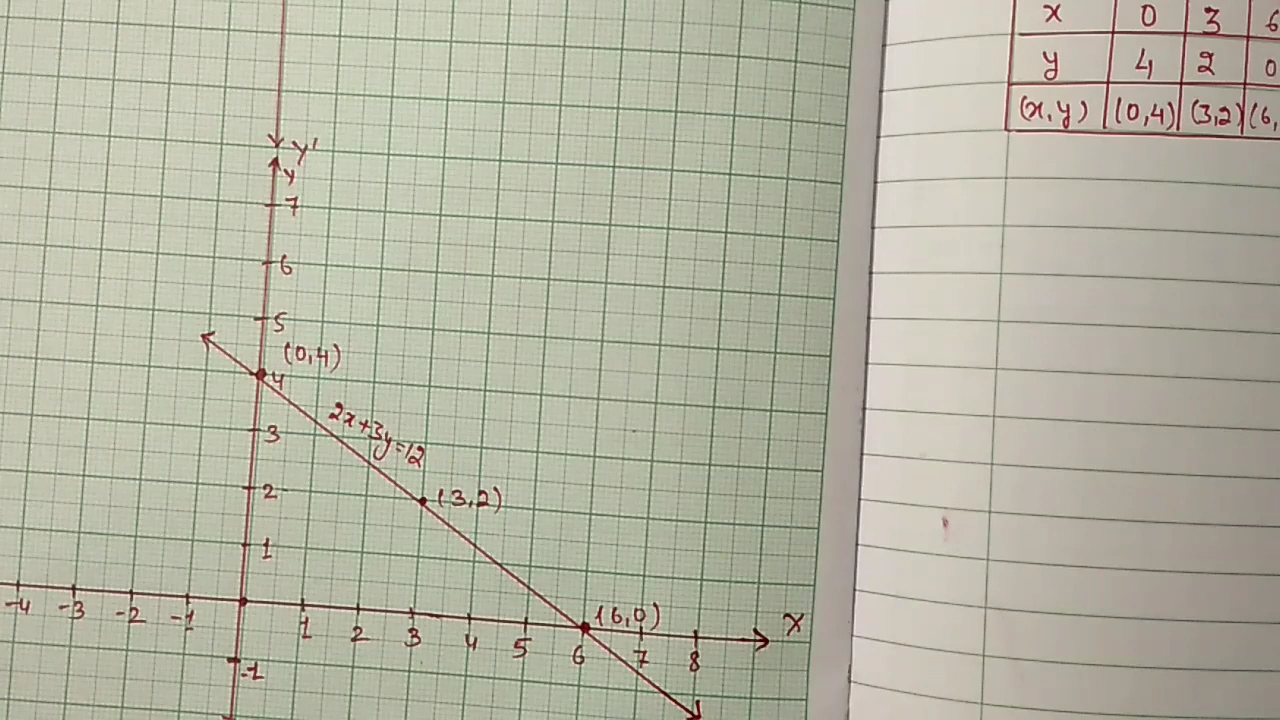 x 0 3 6
y 4 2 0
(x,y) (0,4) (3,2) (6,
y'
y
7
6
5
(0,4)
4
2x+3y=12
3
2
(3,2)
1
(6,0)
X
-4 -3 -2 -1 1 2 3 4 5 6 7 8
-1